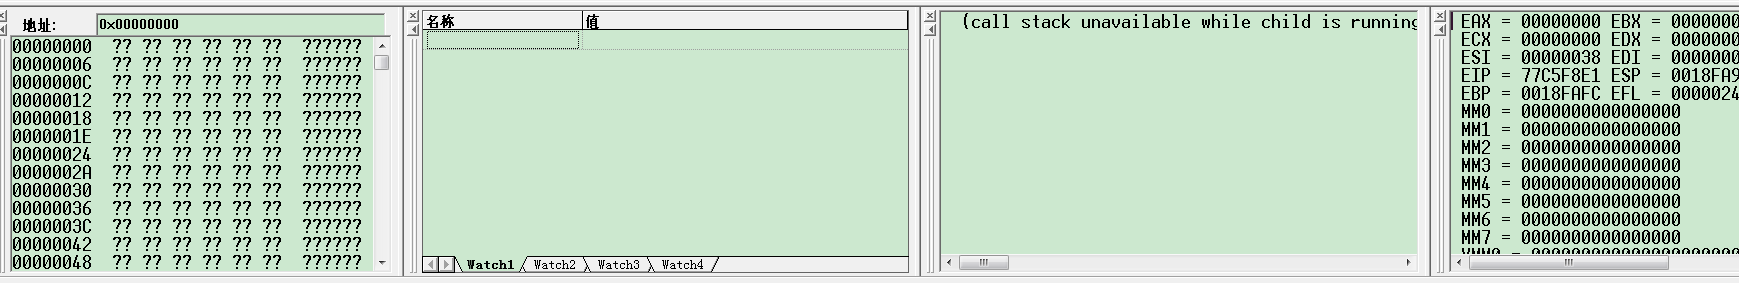 地址: 0x00000000
00000000 ?? ?? ?? ?? ?? ?? ??????
00000006 ?? ?? ?? ?? ?? ?? ??????
0000000C ?? ?? ?? ?? ?? ?? ??????
00000012 ?? ?? ?? ?? ?? ?? ??????
00000018 ?? ?? ?? ?? ?? ?? ??????
0000001E ?? ?? ?? ?? ?? ?? ??????
00000024 ?? ?? ?? ?? ?? ?? ??????
0000002A ?? ?? ?? ?? ?? ?? ??????
00000030 ?? ?? ?? ?? ?? ?? ??????
00000036 ?? ?? ?? ?? ?? ?? ??????
0000003C ?? ?? ?? ?? ?? ?? ??????
00000042 ?? ?? ?? ?? ?? ?? ??????
00000048 ?? ?? ?? ?? ?? ?? ??????
名称 值
Watch1 Watch2 Watch3 Watch4
(call stack unavailable while child is running
EAX = 00000000 EBX = 0000000
ECX = 00000000 EDX = 0000000
ESI = 00000038 EDI = 0000000
EIP = 77C5F8E1 ESP = 0018FA9
EBP = 0018FAFC EFL = 0000024
MM0 = 0000000000000000
MM1 = 0000000000000000
MM2 = 0000000000000000
MM3 = 0000000000000000
MM4 = 0000000000000000
MM5 = 0000000000000000
MM6 = 0000000000000000
MM7 = 0000000000000000